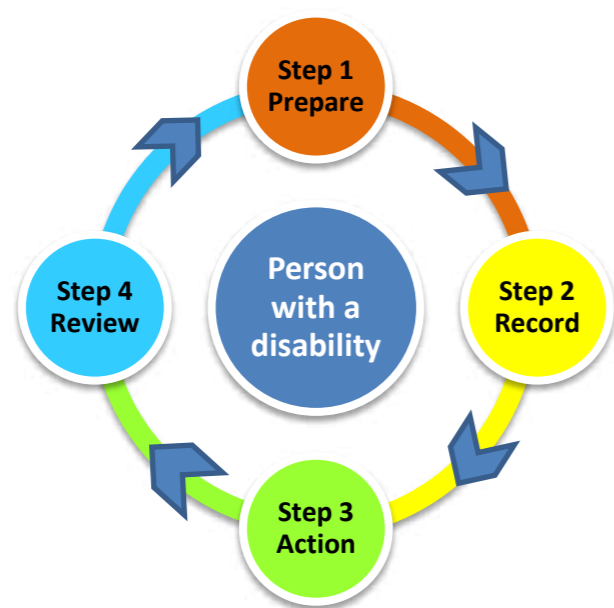 Step 1
Prepare
Person
with a
disability
Step 2
Record
Step 3
Action
Step 4
Review